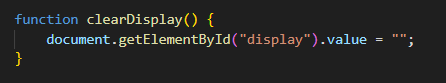 function clearDisplay() {
    document.getElementById("display").value = "";
}